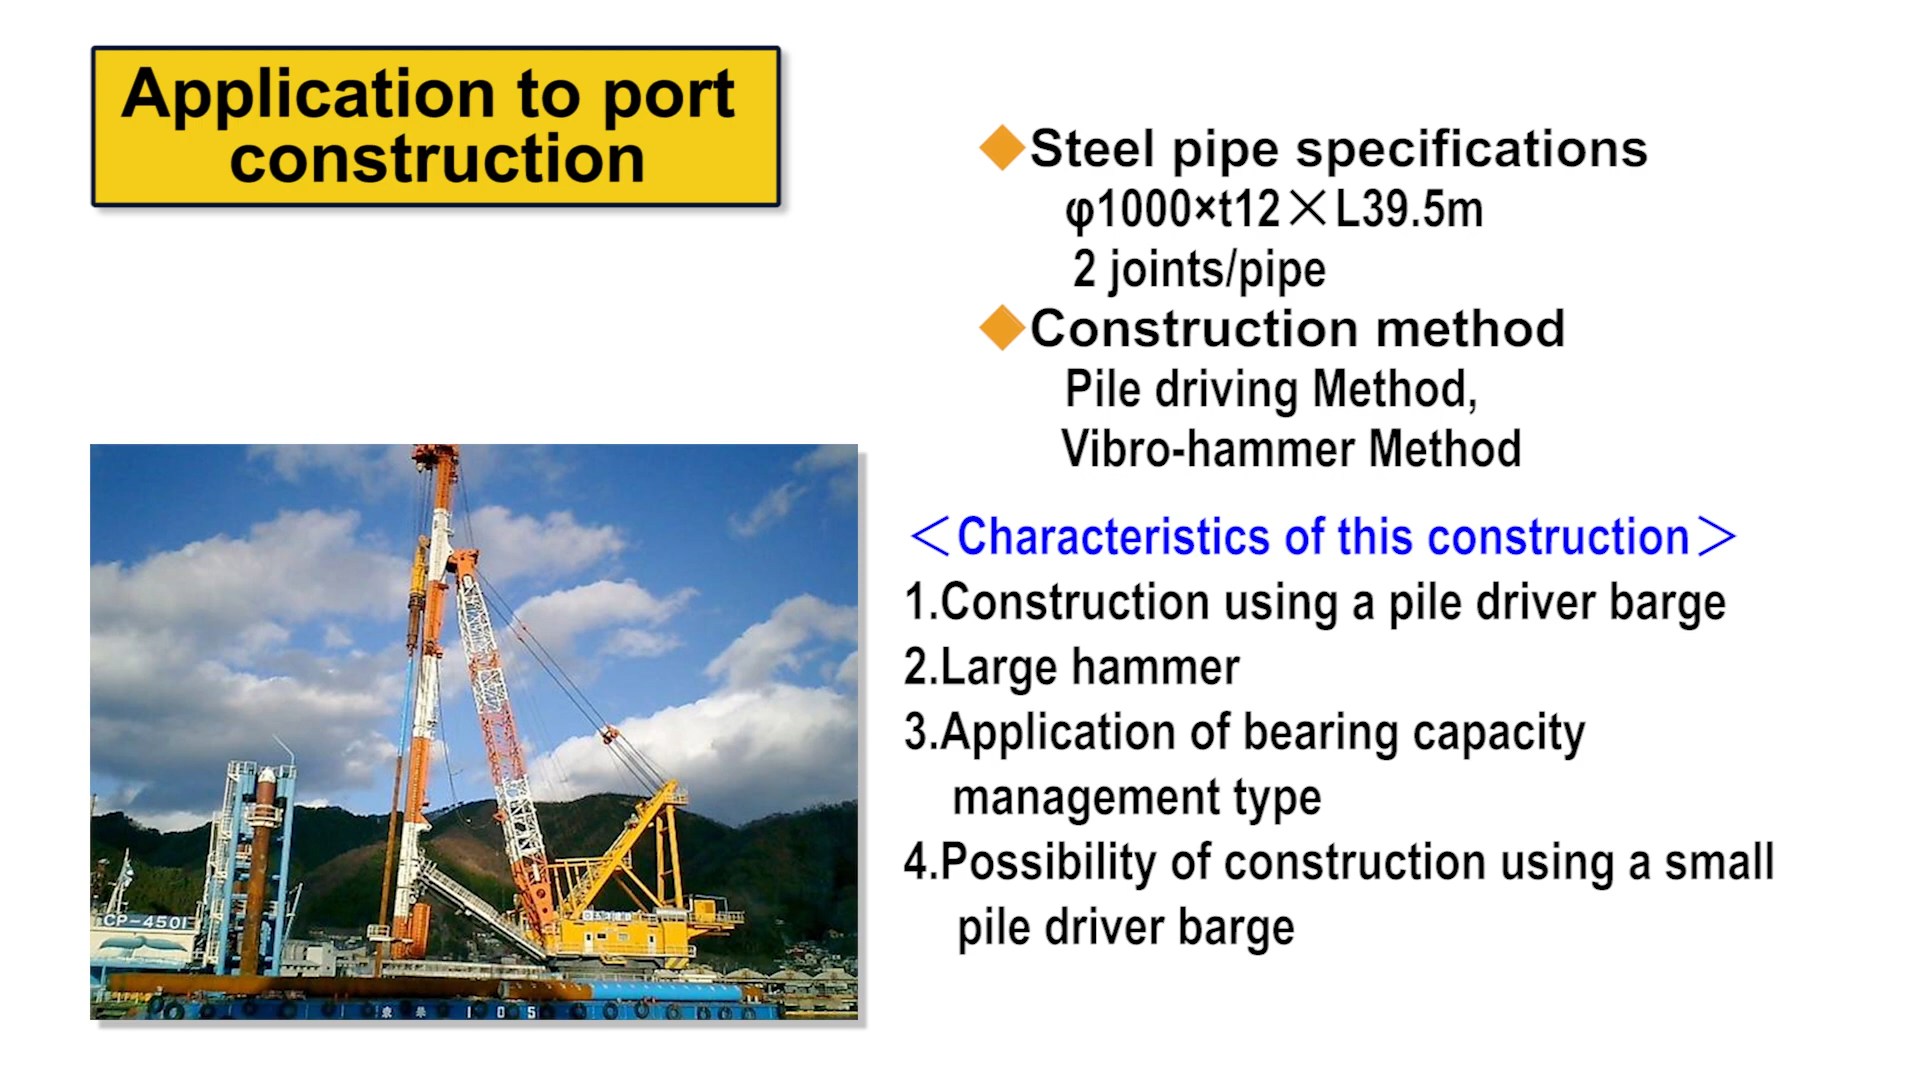 Application to port
construction
◆Steel pipe specifications
φ1000×t12×L39.5m
2 joints/pipe
◆Construction method
Pile driving Method,
Vibro-hammer Method
＜Characteristics of this construction＞
1.Construction using a pile driver barge
2.Large hammer
3.Application of bearing capacity
management type
4.Possibility of construction using a small
pile driver barge
CP-4501
105